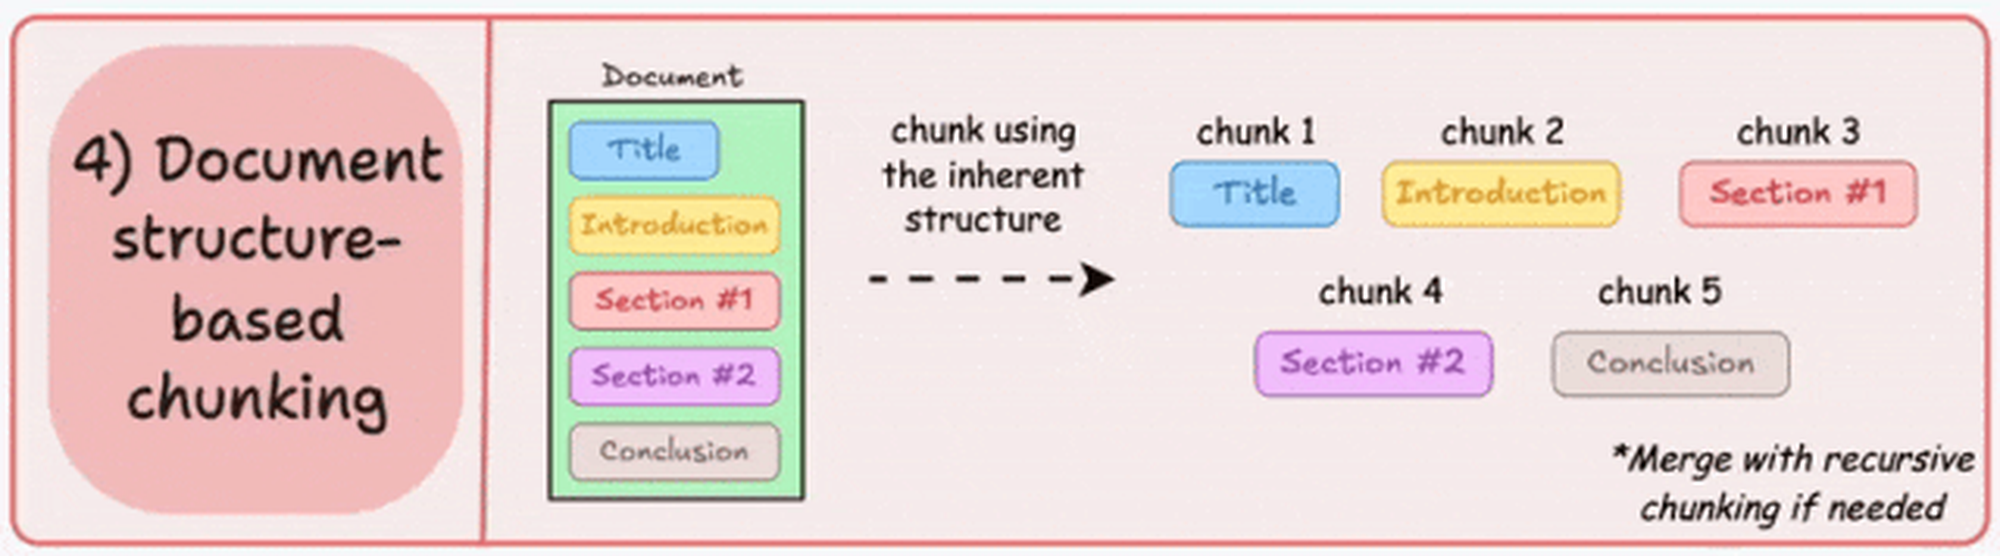 4) Document
structure-
based
chunking
Document
Title
Introduction
Section #1
Section #2
Conclusion
chunk using
the inherent
structure
chunk 1
Title
chunk 2
Introduction
chunk 3
Section #1
chunk 4
Section #2
chunk 5
Conclusion
*Merge with recursive
chunking if needed